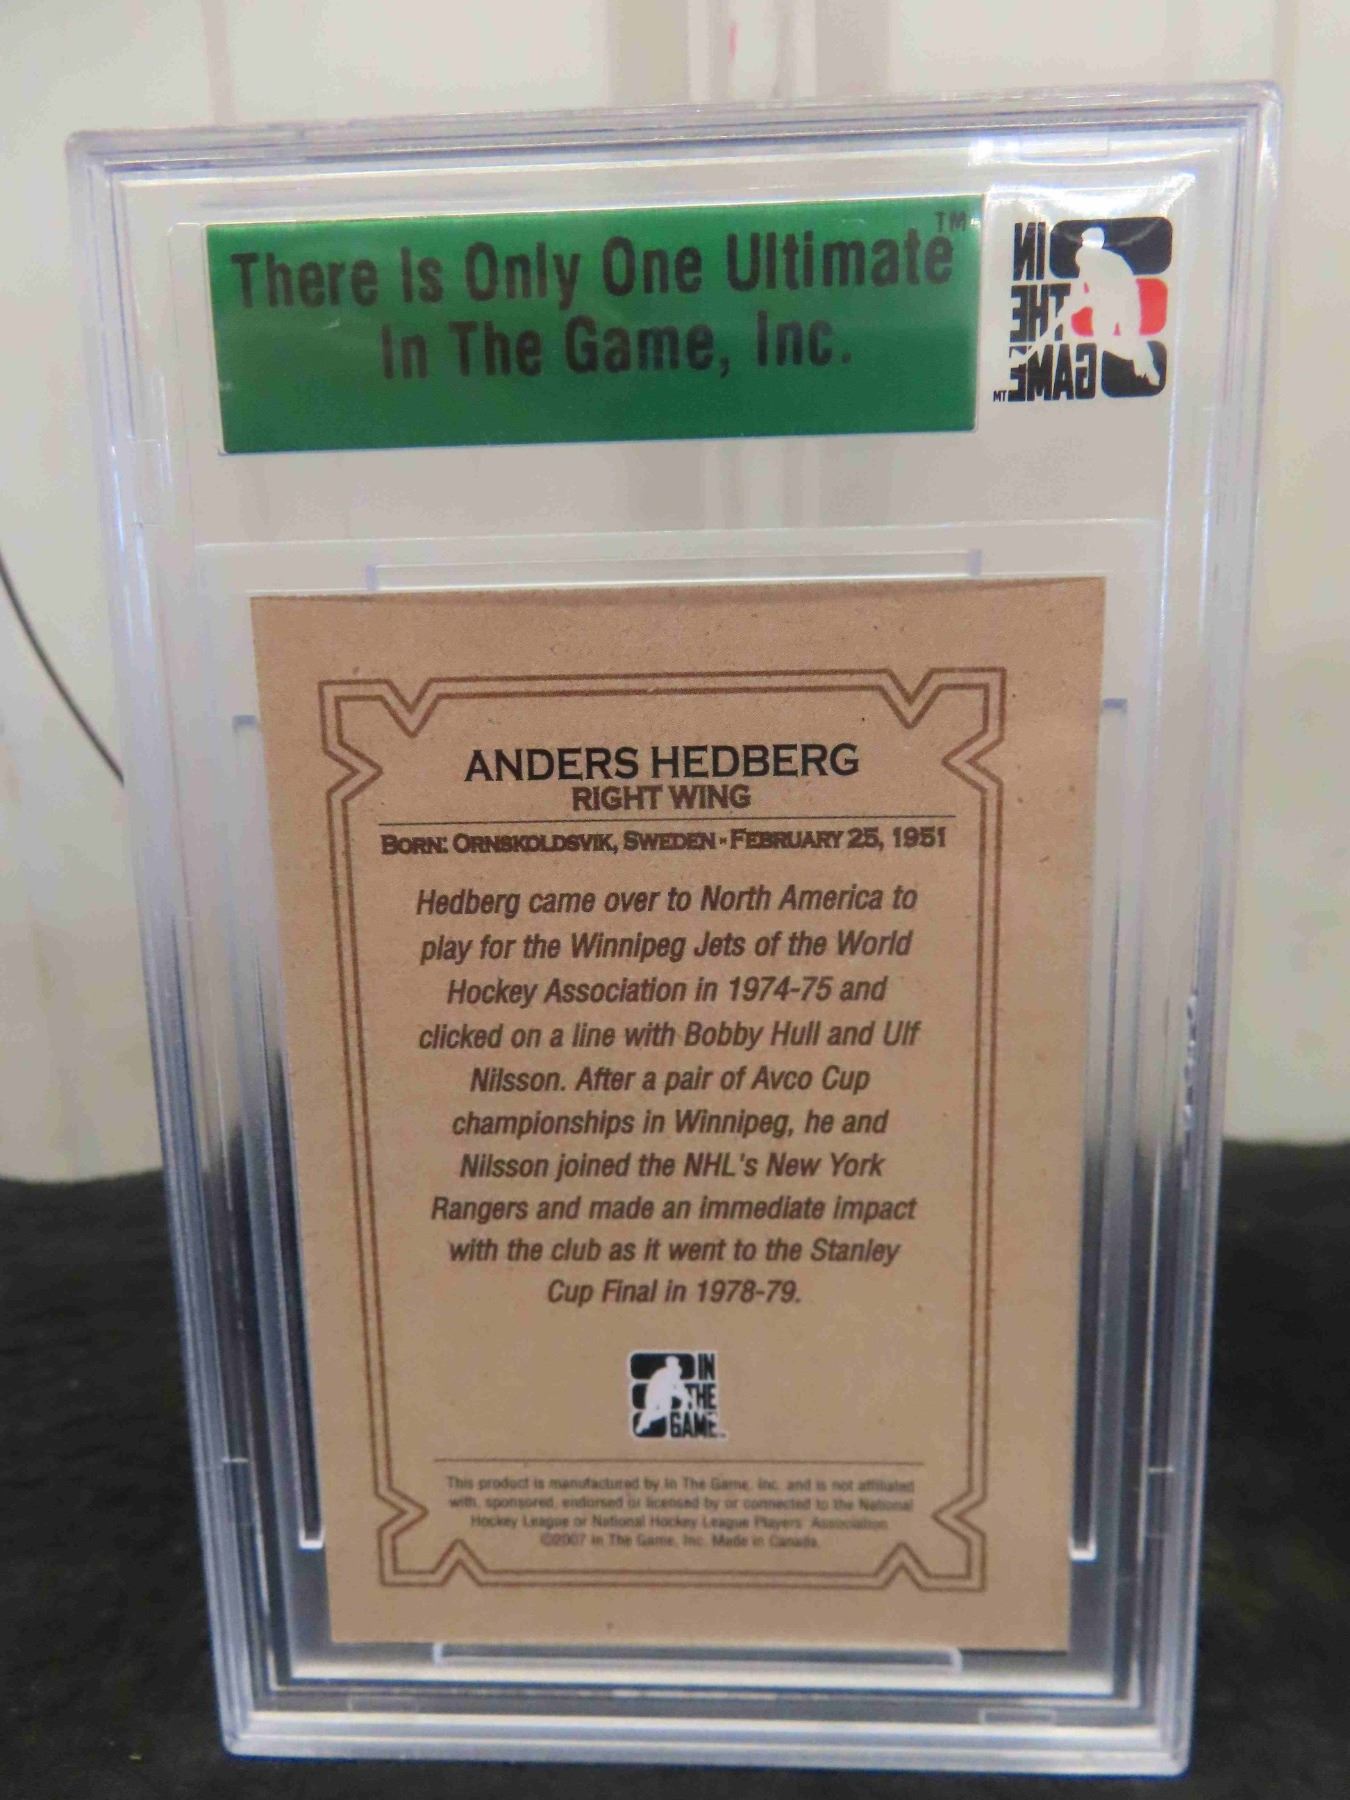 There Is Only One Ultimate™
In The Game, Inc.
IN
THE
GAME
TM
ANDERS HEDBERG
RIGHT WING
BORN: ORNSKOLDSVIK, SWEDEN - FEBRUARY 25, 1951
Hedberg came over to North America to
play for the Winnipeg Jets of the World
Hockey Association in 1974-75 and
clicked on a line with Bobby Hull and Ulf
Nilsson. After a pair of Avco Cup
championships in Winnipeg, he and
Nilsson joined the NHL's New York
Rangers and made an immediate impact
with the club as it went to the Stanley
Cup Final in 1978-79.
IN
THE
GAME
This product is manufactured by In The Game, Inc. and is not affiliated
with, sponsored, endorsed or licensed by or connected to the National
Hockey League or National Hockey League Players' Association.
©2007 In The Game, Inc. Made in Canada.